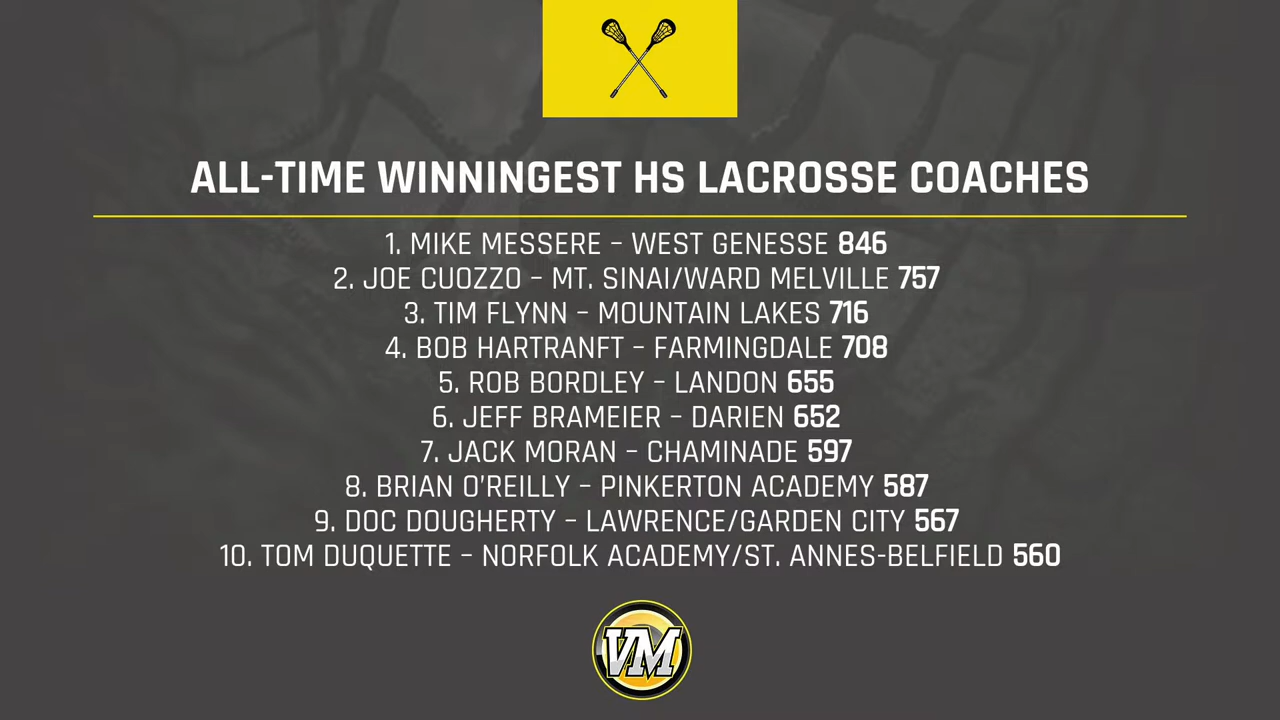 ALL-TIME WINNINGEST HS LACROSSE COACHES
1. MIKE MESSERE – WEST GENESSE 846
2. JOE CUOZZO – MT. SINAI/WARD MELVILLE 757
3. TIM FLYNN – MOUNTAIN LAKES 716
4. BOB HARTRANFT – FARMINGDALE 708
5. ROB BORDLEY – LANDON 655
6. JEFF BRAMEIER – DARIEN 652
7. JACK MORAN – CHAMINADE 597
8. BRIAN O'REILLY – PINKERTON ACADEMY 587
9. DOC DOUGHERTY – LAWRENCE/GARDEN CITY 567
10. TOM DUQUETTE – NORFOLK ACADEMY/ST. ANNES-BELFIELD 560
VM